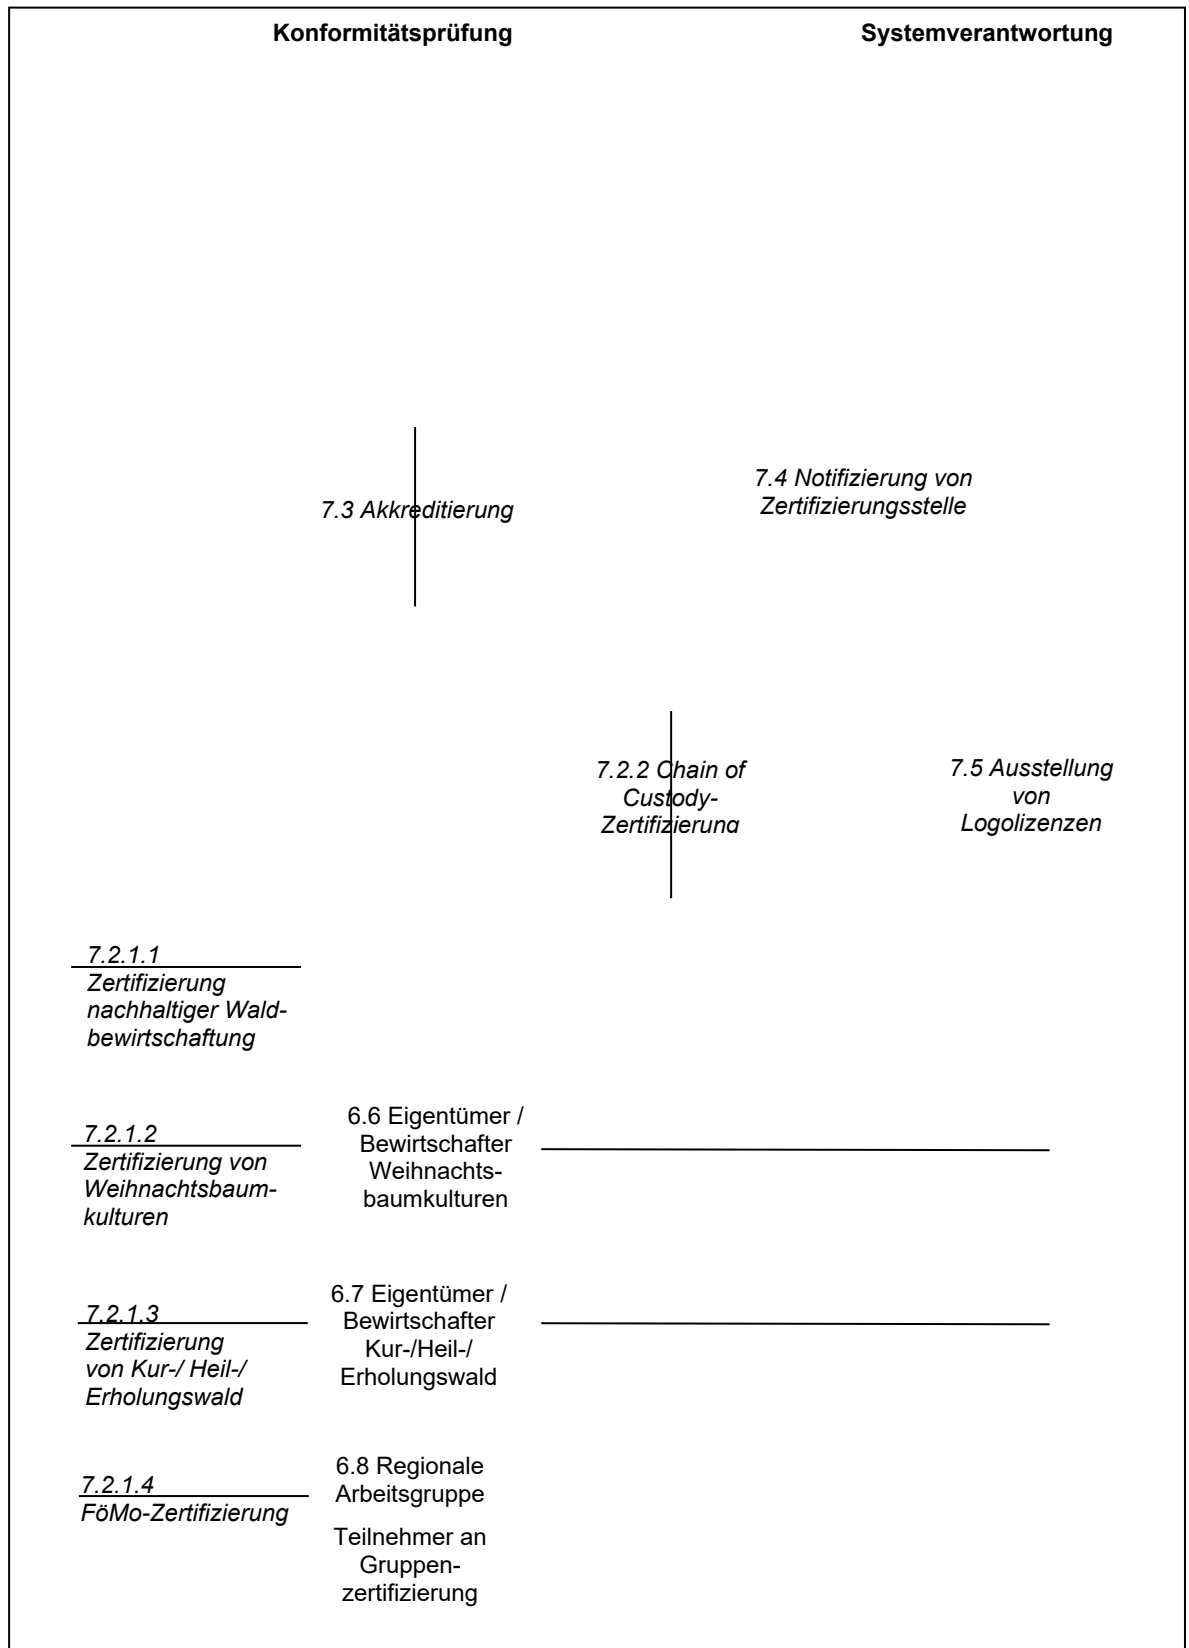 Konformitätsprüfung
Systemverantwortung
7.3 Akkreditierung
7.4 Notifizierung von
Zertifizierungsstelle
7.2.2 Chain of
Custody-
Zertifizierung
7.5 Ausstellung
von
Logolizenzen
7.2.1.1
Zertifizierung
nachhaltiger Wald-
bewirtschaftung
7.2.1.2
Zertifizierung von
Weihnachtsbaum-
kulturen
6.6 Eigentümer /
Bewirtschafter
Weihnachts-
baumkulturen
7.2.1.3
Zertifizierung
von Kur-/ Heil-/
Erholungswald
6.7 Eigentümer /
Bewirtschafter
Kur-/Heil-/
Erholungswald
7.2.1.4
FöMo-Zertifizierung
6.8 Regionale
Arbeitsgruppe
Teilnehmer an
Gruppen-
zertifizierung